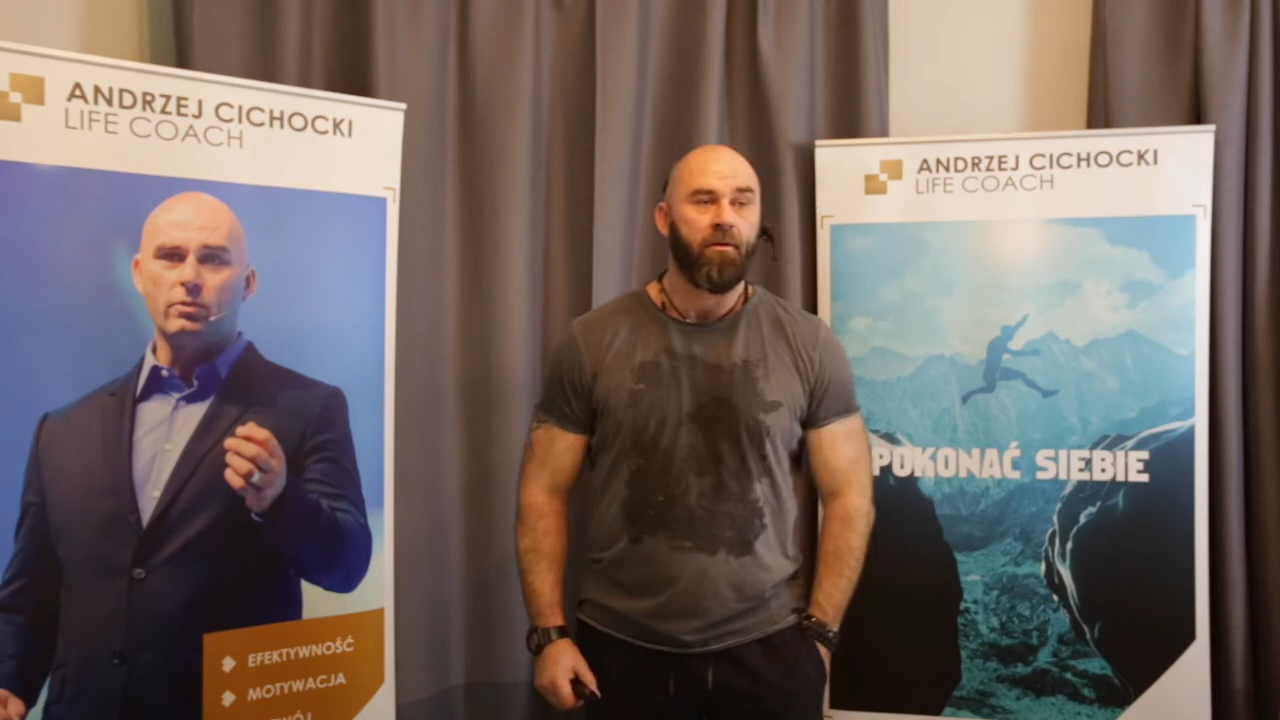 ANDRZEJ CICHOCKI
LIFE COACH
EFEKTYWNOŚĆ
MOTYWACJA
ANDRZEJ CICHOCKI
LIFE COACH
POKONAĆ SIEBIE